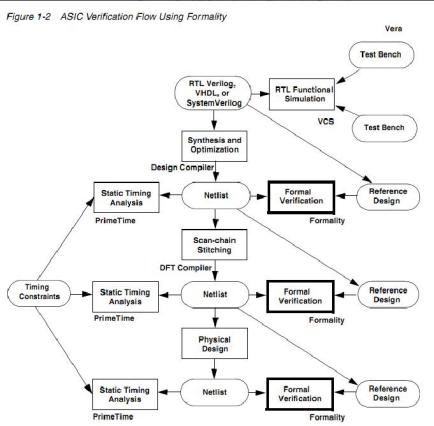 Figure 1-2 ASIC Verification Flow Using Formality
Vera
Test Bench
RTL Verilog,
VHDL, or
SystemVerilog
RTL Functional
Simulation
VCS
Test Bench
Synthesis and
Optimization
Design Compiler
Static Timing
Analysis
Netlist
Formal
Verification
Reference
Design
PrimeTime
Formality
Scan-chain
Stitching
DFT Compiler
Timing
Constraints
Static Timing
Analysis
Netlist
Formal
Verification
Reference
Design
PrimeTime
Formality
Physical
Design
Static Timing
Analysis
Netlist
Formal
Verification
Reference
Design
PrimeTime
Formality